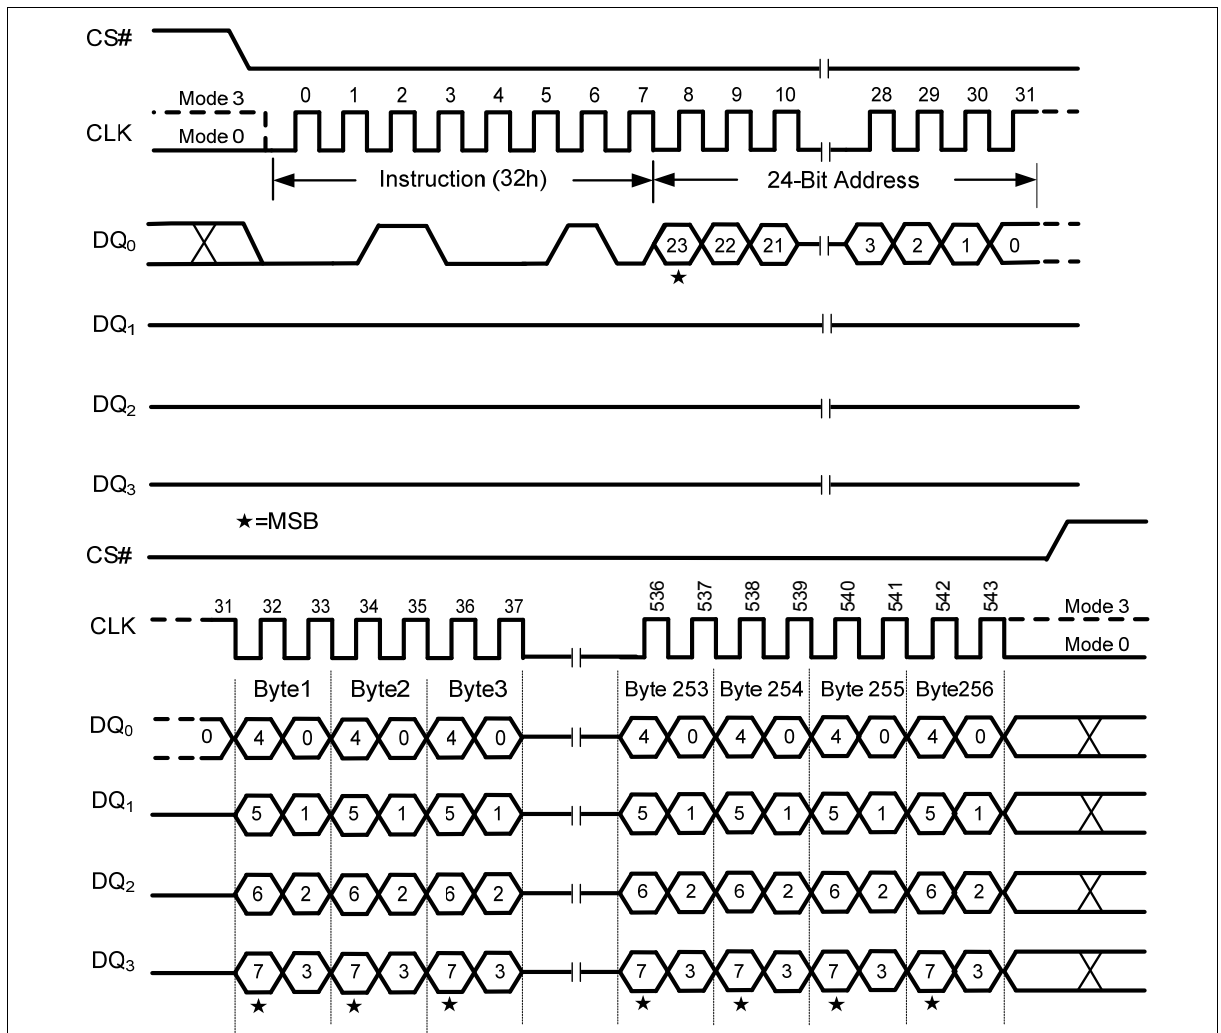 CS#
Mode 3
CLK
Mode 0
0 1 2 3 4 5 6 7 8 9 10 28 29 30 31
Instruction (32h)
24-Bit Address
DQ0
23 22 21 3 2 1 0
★
DQ1
DQ2
DQ3
★=MSB
CS#
31 32 33 34 35 36 37 536 537 538 539 540 541 542 543
CLK
Mode 3
Mode 0
Byte1 Byte2 Byte3 Byte 253 Byte 254 Byte 255 Byte256
DQ0
0 4 0 4 0 4 0 4 0 4 0 4 0 4 0
DQ1
5 1 5 1 5 1 5 1 5 1 5 1 5 1
DQ2
6 2 6 2 6 2 6 2 6 2 6 2 6 2
DQ3
7 3 7 3 7 3 7 3 7 3 7 3 7 3
★ ★ ★ ★ ★ ★ ★